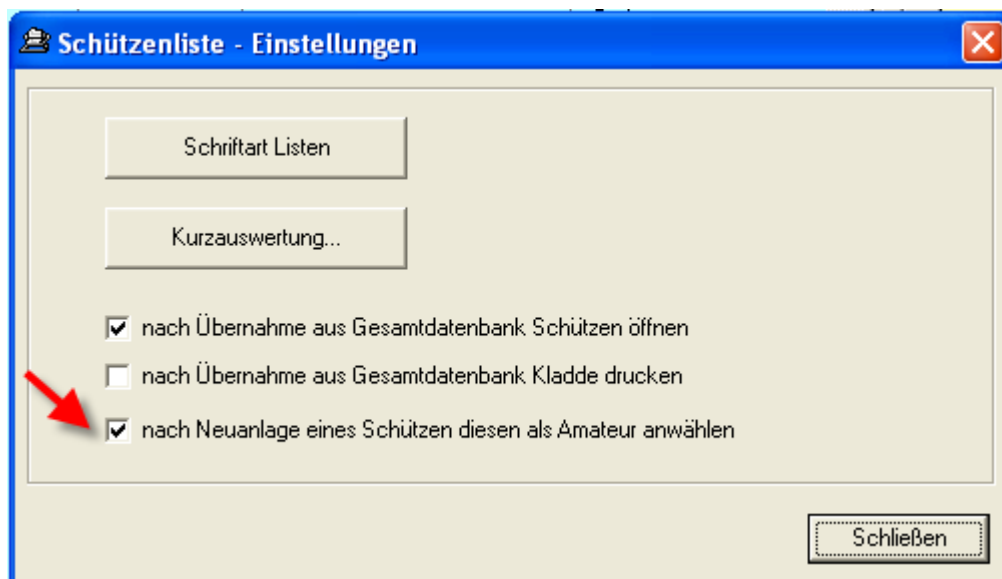 Schützenliste - Einstellungen
Schriftart Listen
Kurzauswertung...
nach Übernahme aus Gesamtdatenbank Schützen öffnen
nach Übernahme aus Gesamtdatenbank Kladde drucken
nach Neuanlage eines Schützen diesen als Amateur anwählen
Schließen